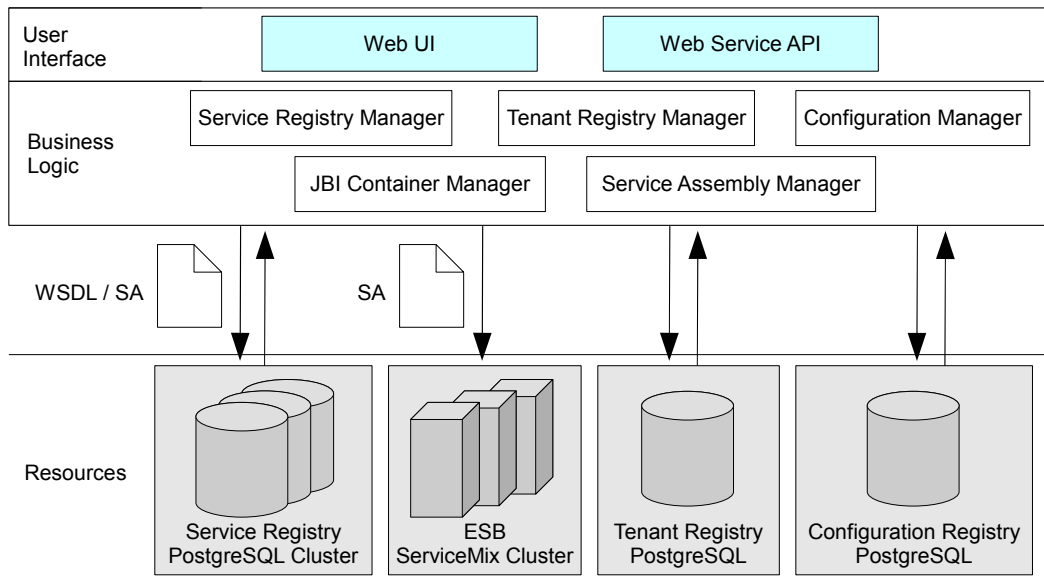 User
Interface
Web UI
Web Service API
Business
Logic
Service Registry Manager
Tenant Registry Manager
Configuration Manager
JBI Container Manager
Service Assembly Manager
WSDL / SA
SA
Resources
Service Registry
PostgreSQL Cluster
ESB
ServiceMix Cluster
Tenant Registry
PostgreSQL
Configuration Registry
PostgreSQL